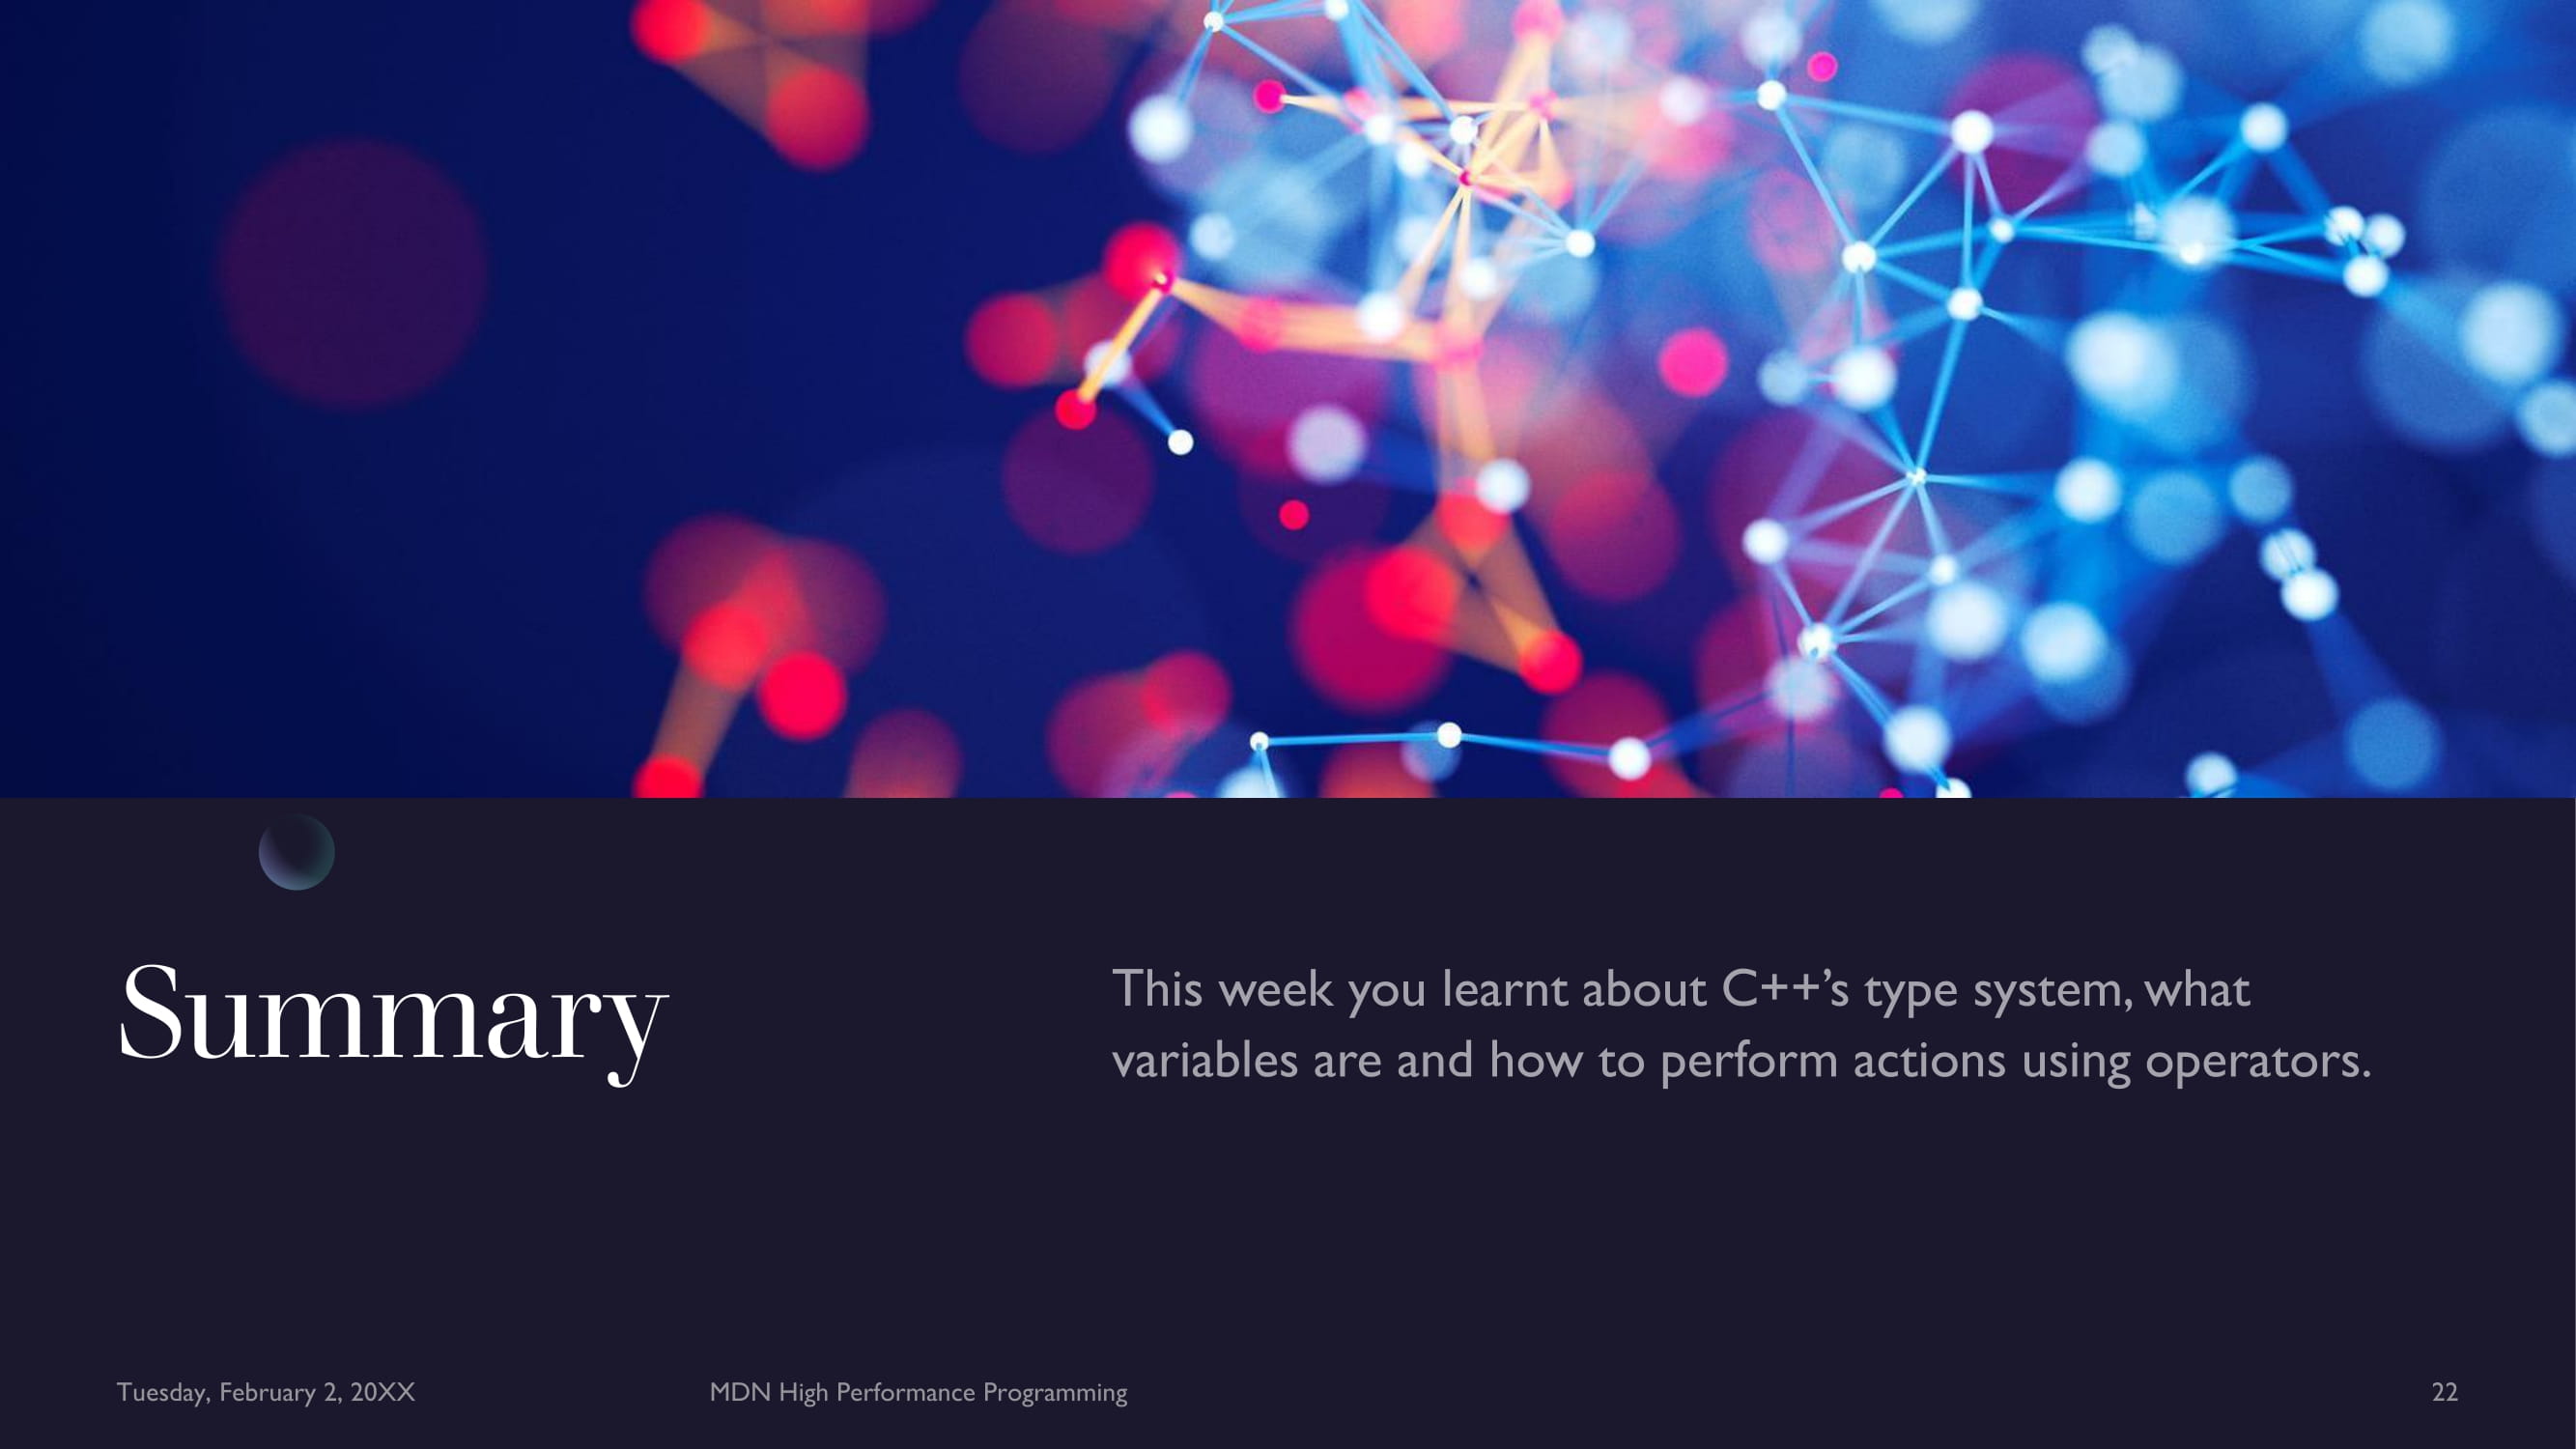 Summary
This week you learnt about C++’s type system, what
variables are and how to perform actions using operators.
Tuesday, February 2, 20XX
MDN High Performance Programming
22